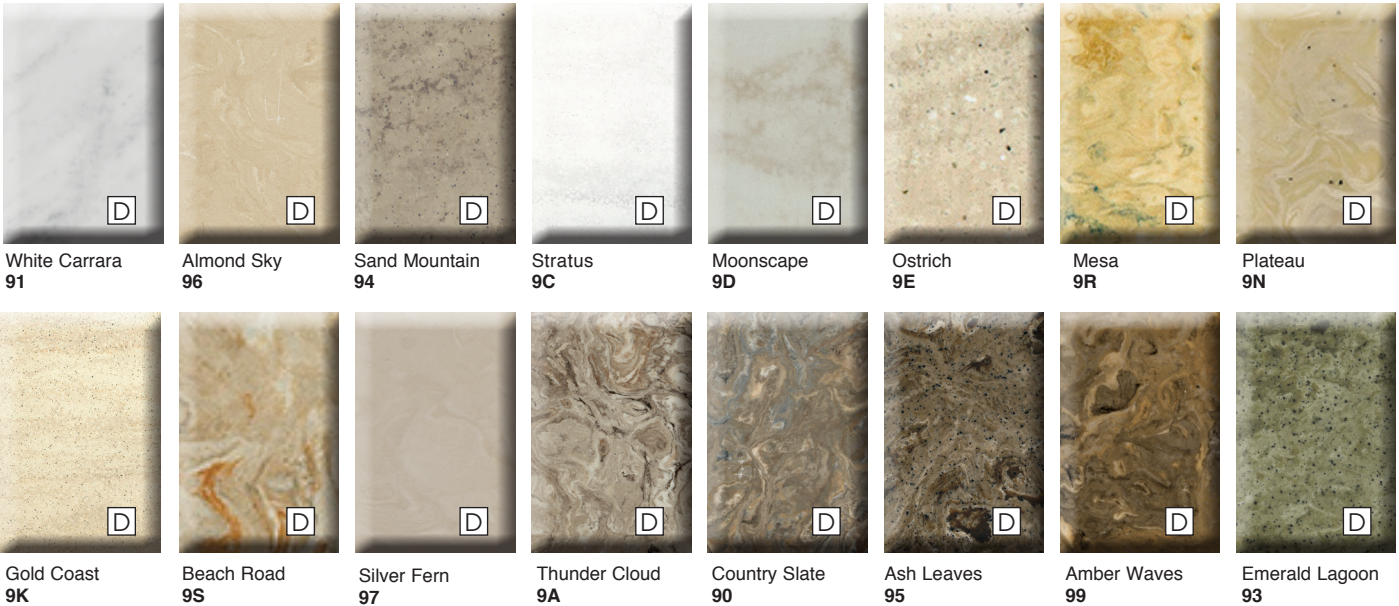 D D D D D D D D
White Carrara Almond Sky Sand Mountain Stratus Moonscape Ostrich Mesa Plateau
91 96 94 9C 9D 9E 9R 9N
D D D D D D D D
Gold Coast Beach Road Silver Fern Thunder Cloud Country Slate Ash Leaves Amber Waves Emerald Lagoon
9K 9S 97 9A 90 95 99 93